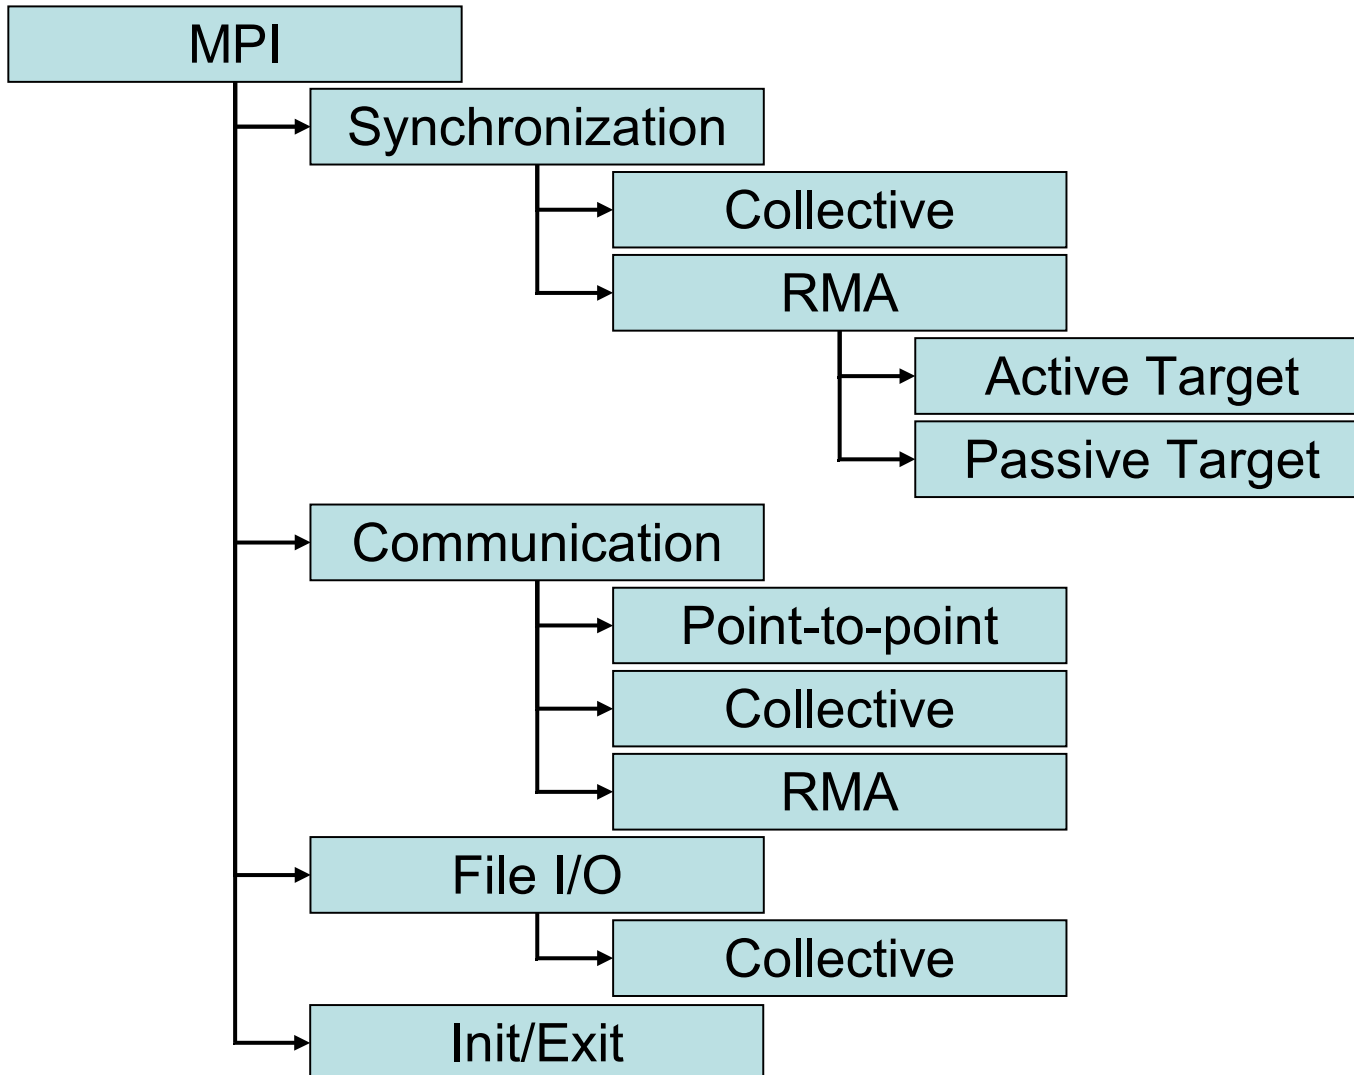 MPI
Synchronization
Collective
RMA
Active Target
Passive Target
Communication
Point-to-point
Collective
RMA
File I/O
Collective
Init/Exit